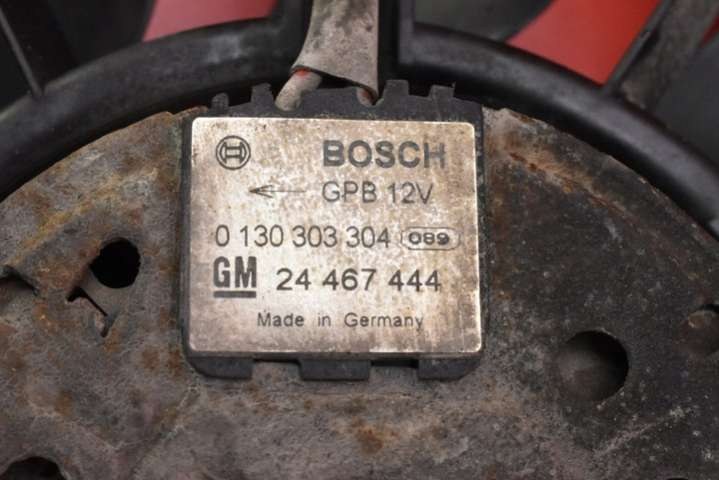 BOSCH
GPB 12V
0 130 303 304 089
GM 24 467 444
Made in Germany